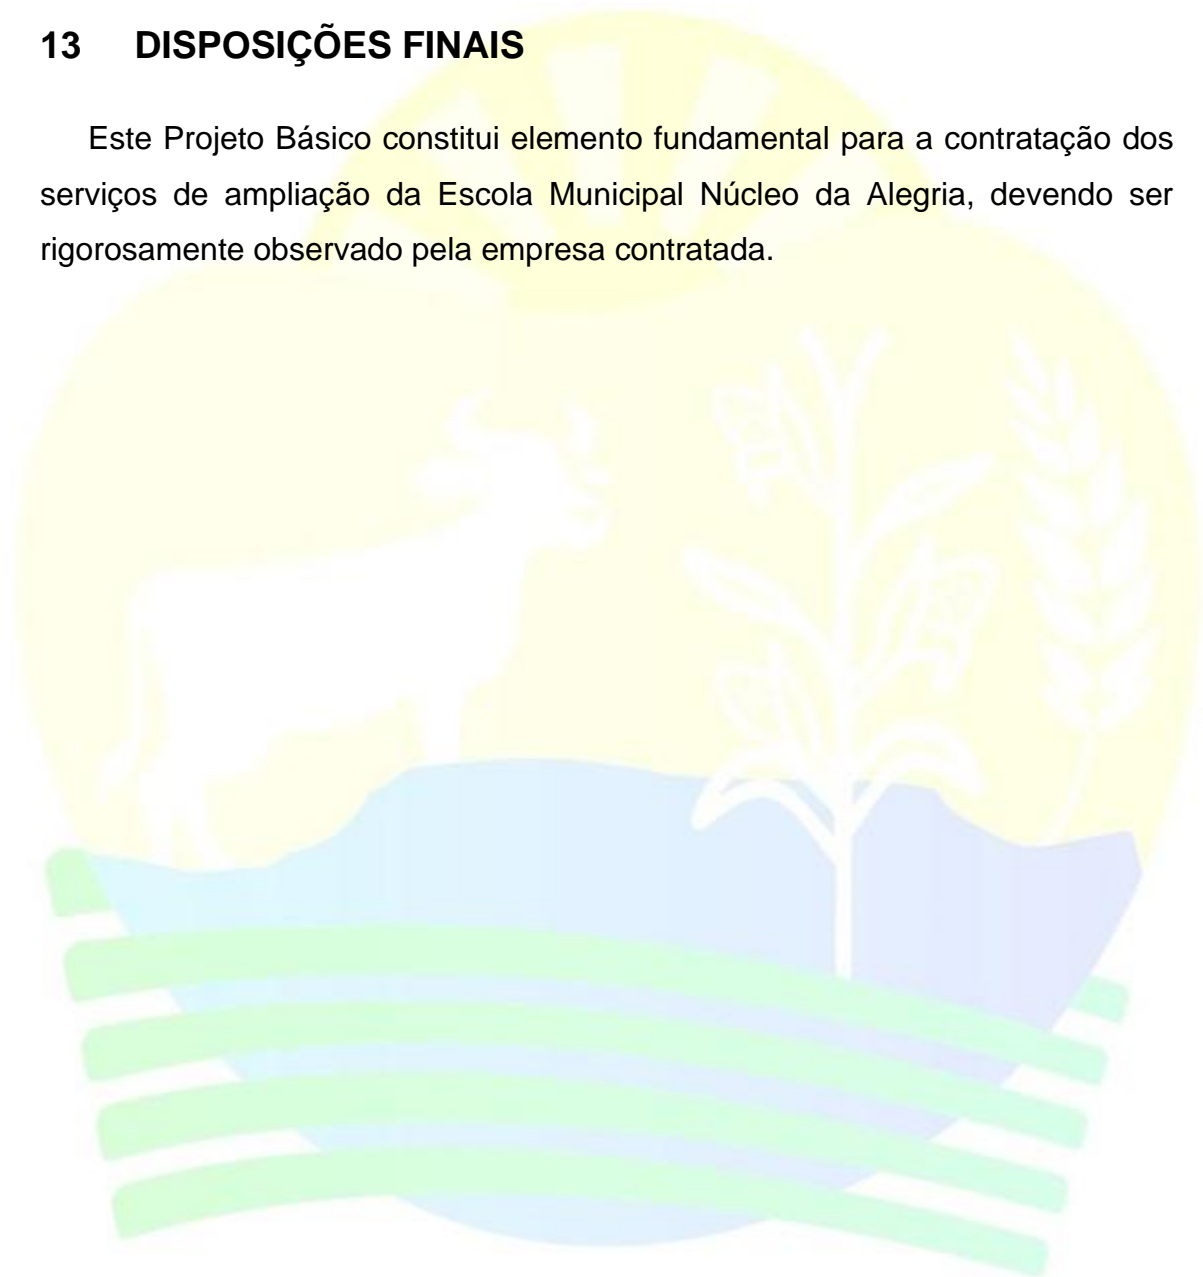 13 DISPOSIÇÕES FINAIS
Este Projeto Básico constitui elemento fundamental para a contratação dos
serviços de ampliação da Escola Municipal Núcleo da Alegria, devendo ser
rigorosamente observado pela empresa contratada.